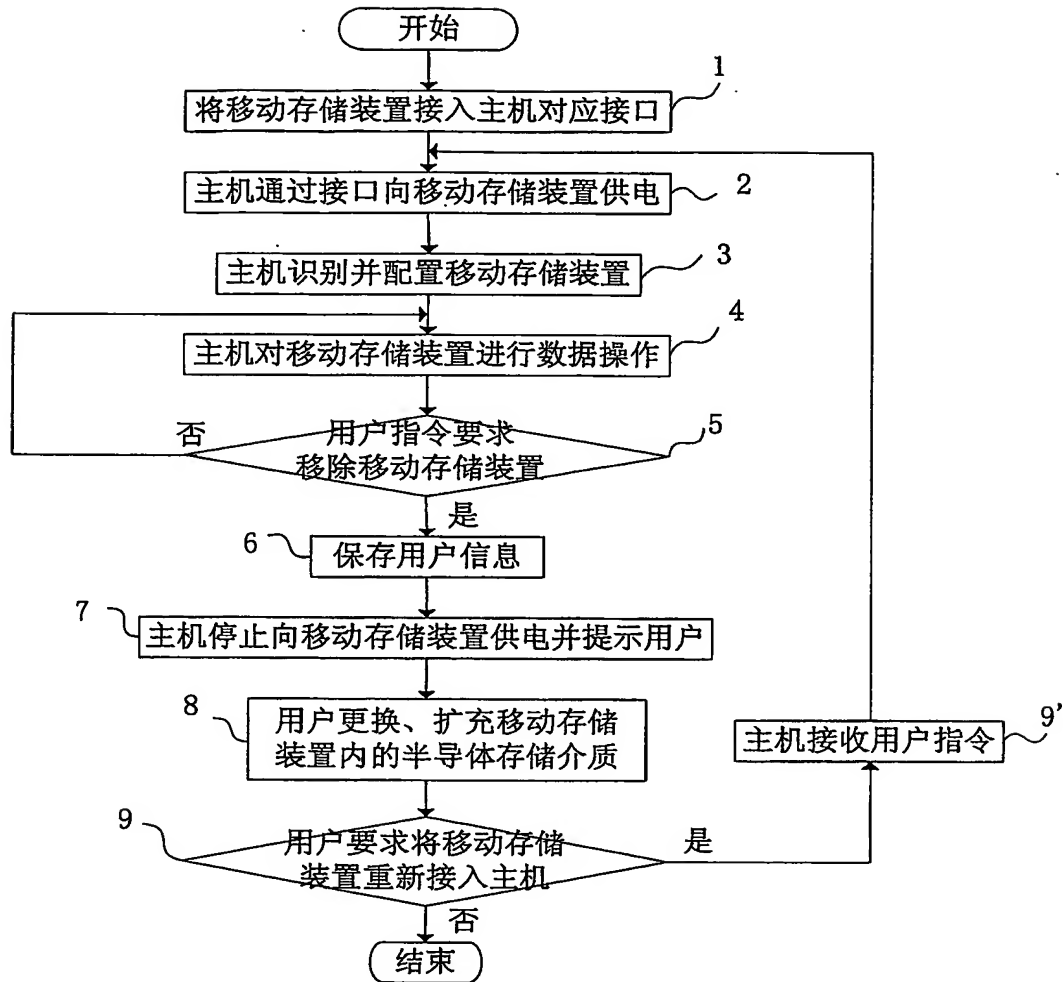 开始
1
将移动存储装置接入主机对应接口
主机通过接口向移动存储装置供电
2
主机识别并配置移动存储装置
3
4
主机对移动存储装置进行数据操作
否
用户指令要求
移除移动存储装置
5
是
6
保存用户信息
7
主机停止向移动存储装置供电并提示用户
8
用户更换、扩充移动存储
装置内的半导体存储介质
主机接收用户指令
9'
9
用户要求将移动存储
装置重新接入主机
是
否
结束